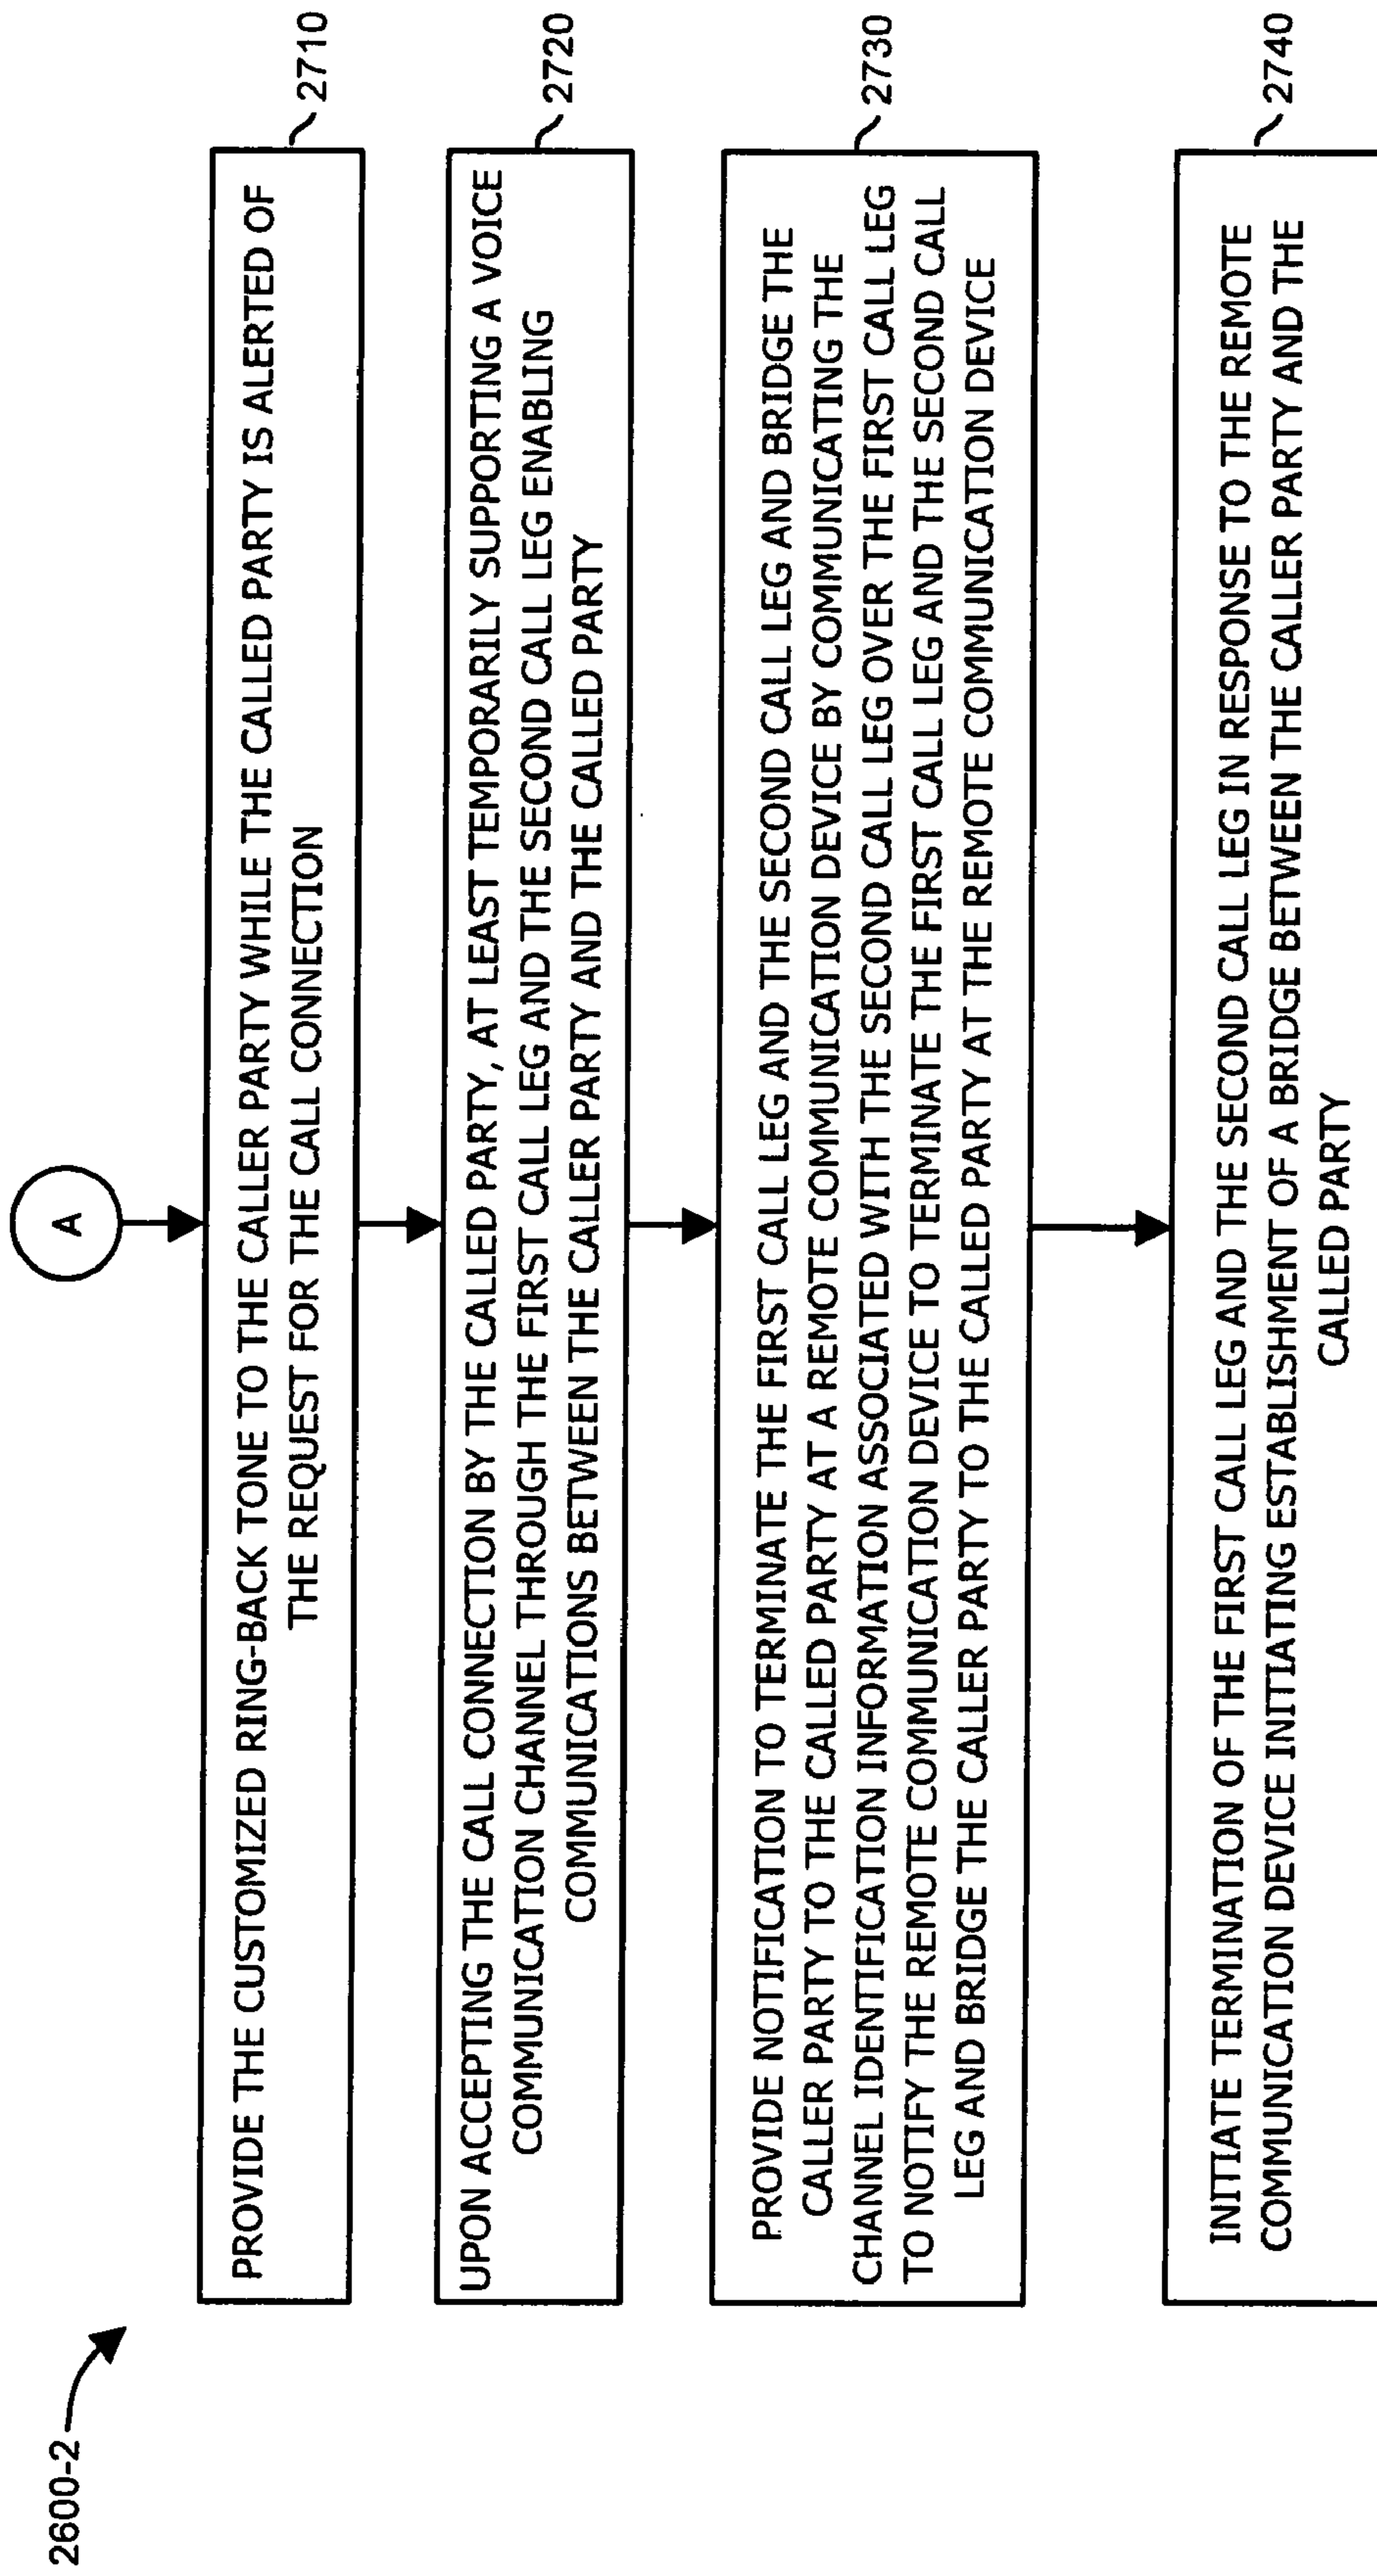 2600-2
A
PROVIDE THE CUSTOMIZED RING-BACK TONE TO THE CALLER PARTY WHILE THE CALLED PARTY IS ALERTED OF
THE REQUEST FOR THE CALL CONNECTION
2710
UPON ACCEPTING THE CALL CONNECTION BY THE CALLED PARTY, AT LEAST TEMPORARILY SUPPORTING A VOICE
COMMUNICATION CHANNEL THROUGH THE FIRST CALL LEG AND THE SECOND CALL LEG ENABLING
COMMUNICATIONS BETWEEN THE CALLER PARTY AND THE CALLED PARTY
2720
PROVIDE NOTIFICATION TO TERMINATE THE FIRST CALL LEG AND THE SECOND CALL LEG AND BRIDGE THE
CALLER PARTY TO THE CALLED PARTY AT A REMOTE COMMUNICATION DEVICE BY COMMUNICATING THE
CHANNEL IDENTIFICATION INFORMATION ASSOCIATED WITH THE SECOND CALL LEG OVER THE FIRST CALL LEG
TO NOTIFY THE REMOTE COMMUNICATION DEVICE TO TERMINATE THE FIRST CALL LEG AND THE SECOND CALL
LEG AND BRIDGE THE CALLER PARTY TO THE CALLED PARTY AT THE REMOTE COMMUNICATION DEVICE
2730
INITIATE TERMINATION OF THE FIRST CALL LEG AND THE SECOND CALL LEG IN RESPONSE TO THE REMOTE
COMMUNICATION DEVICE INITIATING ESTABLISHMENT OF A BRIDGE BETWEEN THE CALLER PARTY AND THE
CALLED PARTY
2740